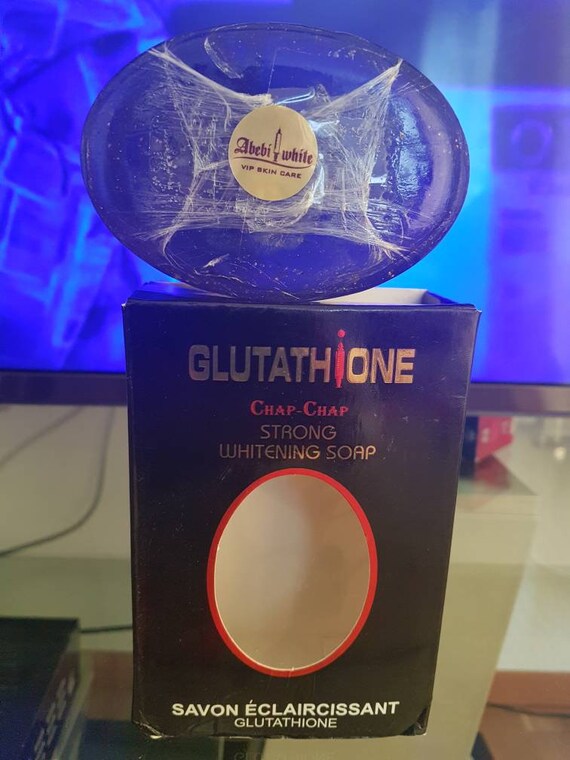 Abebi white
VIP SKIN CARE
GLUTATHIONE
CHAP-CHAP
STRONG
WHITENING SOAP
SAVON ÉCLAIRCISSANT
GLUTATHIONE